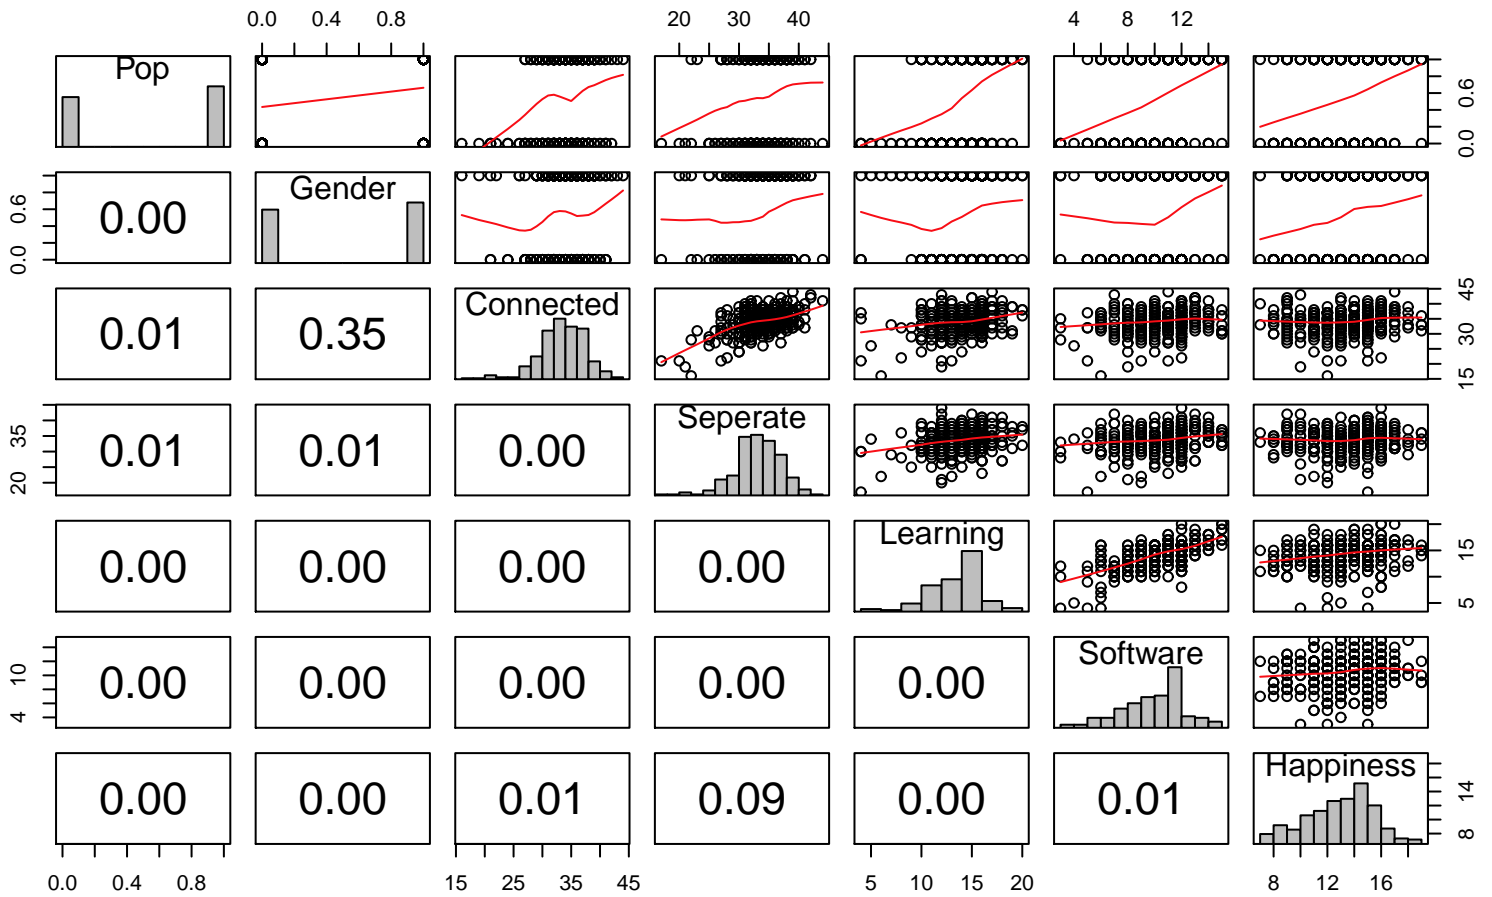 0.0 0.4 0.8 20 30 40 4 8 12
Pop
0.0 0.6
0.00 Gender
0.0 0.6
0.01 0.35 Connected
15 30 45
0.01 0.01 0.00 Seperate
20 35
0.00 0.00 0.00 0.00 Learning
5 15
0.00 0.00 0.00 0.00 0.00 Software
4 10
0.00 0.00 0.01 0.09 0.00 0.01 Happiness
8 14
0.0 0.4 0.8 15 25 35 45 5 10 15 20 8 12 16